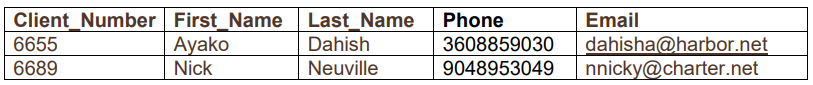 Client_Number First_Name Last_Name Phone Email
6655 Ayako Dahish 3608859030 dahisha@harbor.net
6689 Nick Neuville 9048953049 nnicky@charter.net